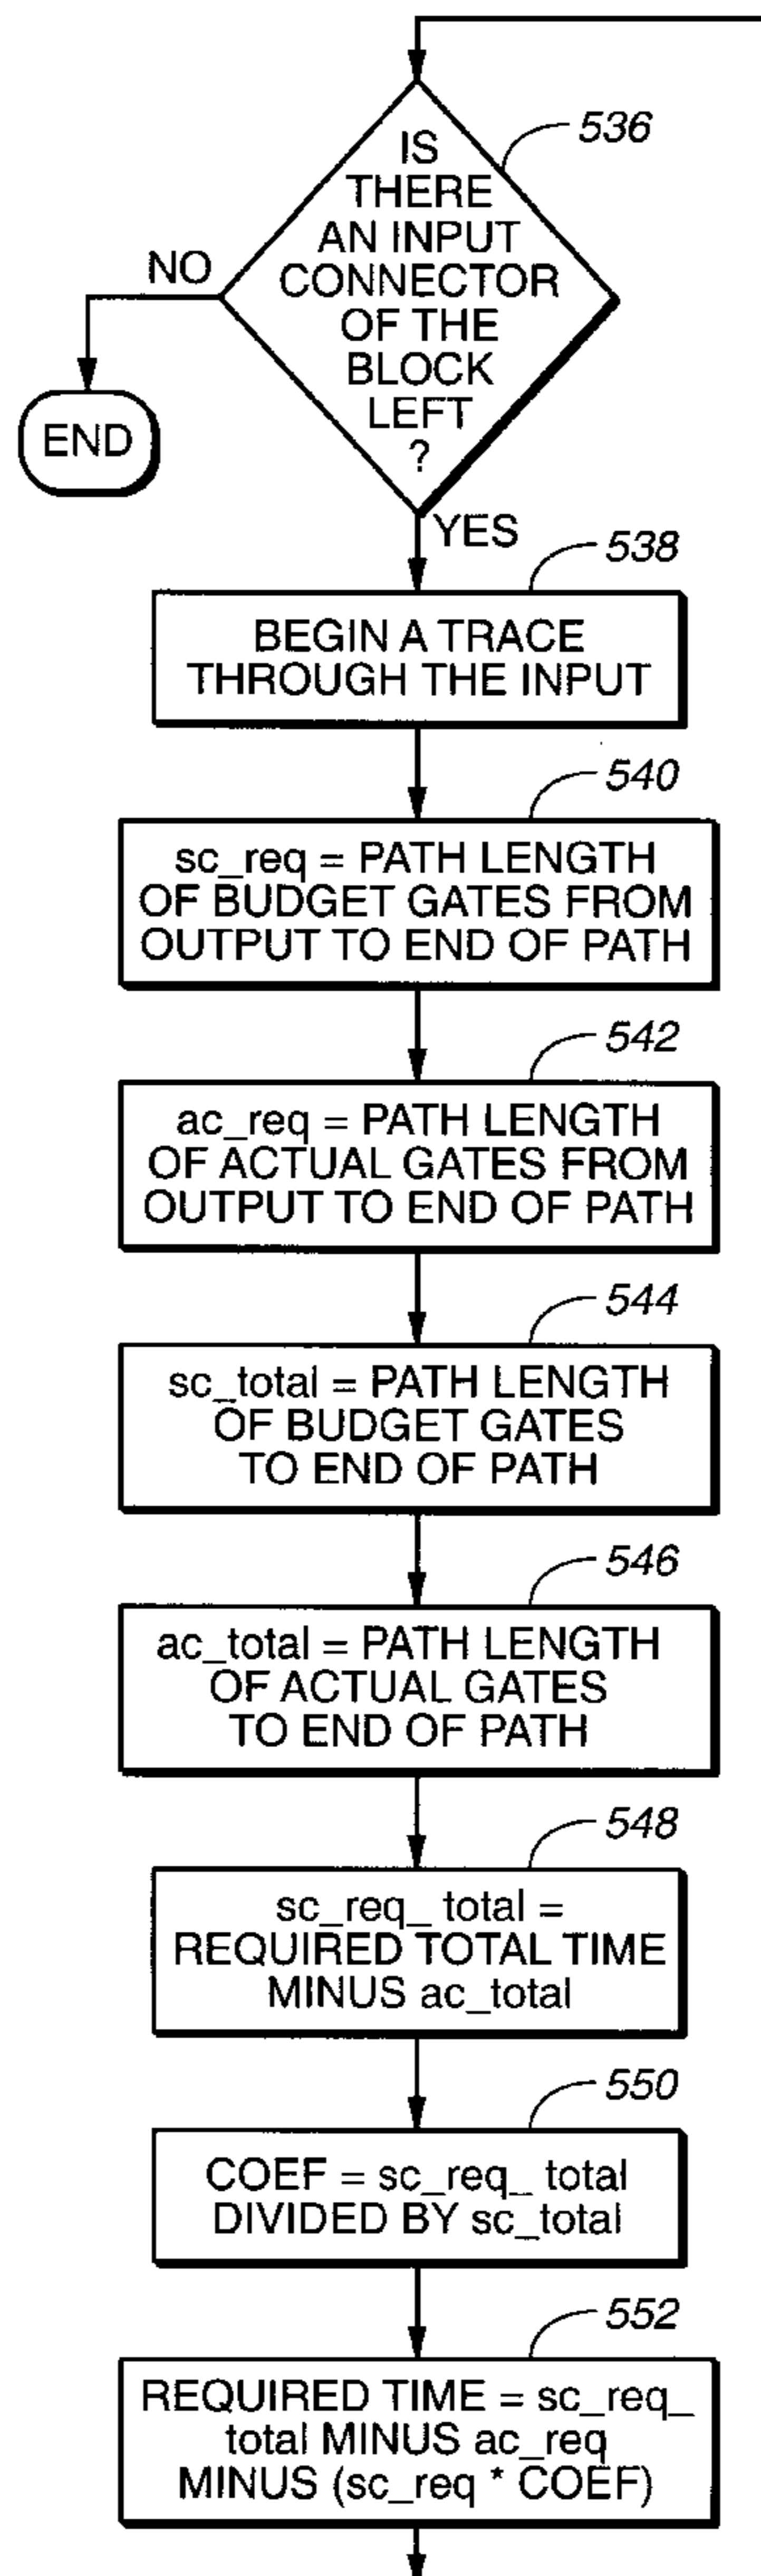 536
IS
THERE
AN INPUT
CONNECTOR
OF THE
BLOCK
LEFT
?
NO
END
YES
538
BEGIN A TRACE
THROUGH THE INPUT
540
sc_req = PATH LENGTH
OF BUDGET GATES FROM
OUTPUT TO END OF PATH
542
ac_req = PATH LENGTH
OF ACTUAL GATES FROM
OUTPUT TO END OF PATH
544
sc_total = PATH LENGTH
OF BUDGET GATES
TO END OF PATH
546
ac_total = PATH LENGTH
OF ACTUAL GATES
TO END OF PATH
548
sc_req_ total =
REQUIRED TOTAL TIME
MINUS ac_total
550
COEF = sc_req_ total
DIVIDED BY sc_total
552
REQUIRED TIME = sc_req_
total MINUS ac_req
MINUS (sc_req * COEF)